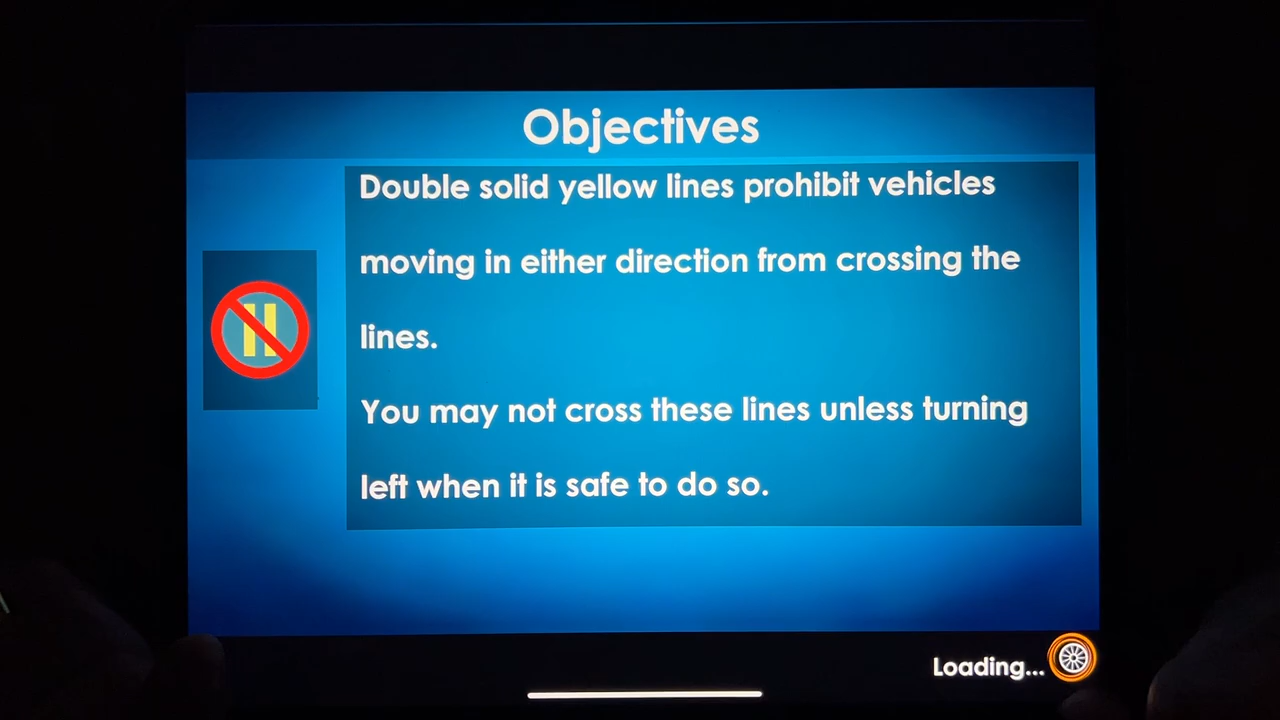 Objectives
Double solid yellow lines prohibit vehicles
moving in either direction from crossing the
lines.
You may not cross these lines unless turning
left when it is safe to do so.
Loading...